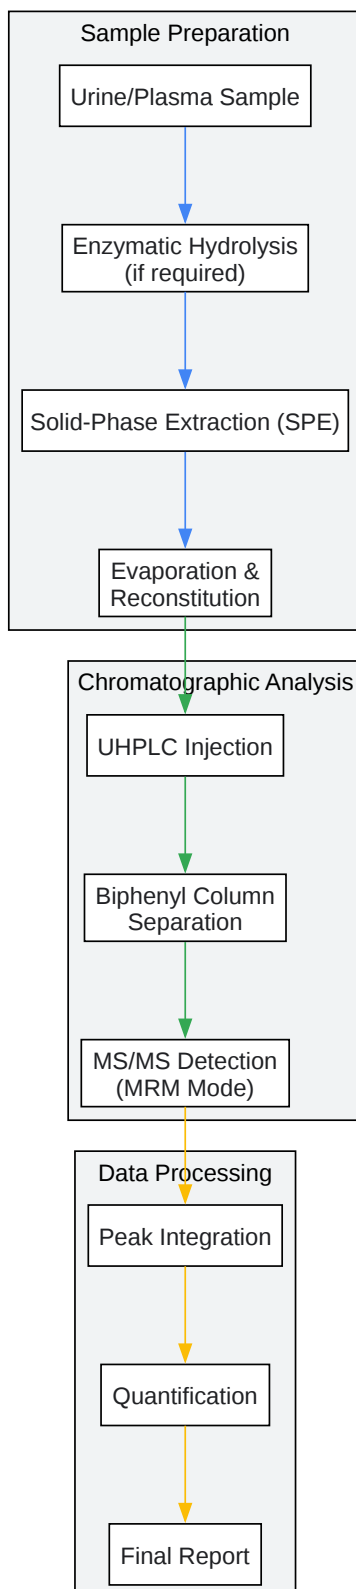 Sample Preparation
Urine/Plasma Sample
Enzymatic Hydrolysis
(if required)
Solid-Phase Extraction (SPE)
Evaporation &
Reconstitution
Chromatographic Analysis
UHPLC Injection
Biphenyl Column
Separation
MS/MS Detection
(MRM Mode)
Data Processing
Peak Integration
Quantification
Final Report